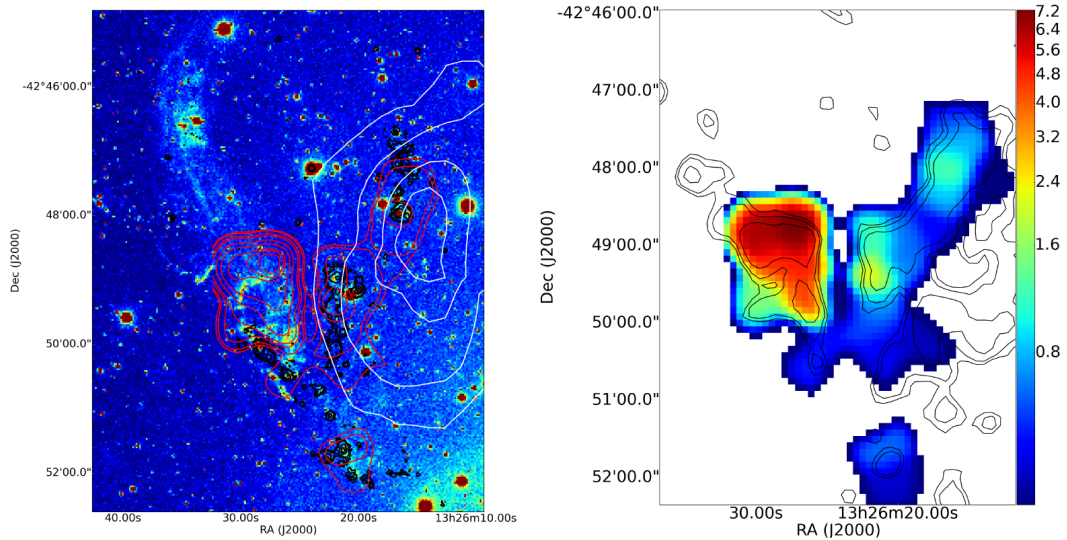 -42°46'00.0"
48'00.0"
50'00.0"
52'00.0"
Dec (J2000)
40.00s
30.00s
20.00s
13h26m10.00s
RA (J2000)
-42°46'00.0"
47'00.0"
48'00.0"
49'00.0"
50'00.0"
51'00.0"
52'00.0"
Dec (J2000)
30.00s
13h26m20.00s
RA (J2000)
7.2
6.4
5.6
4.8
4.0
3.2
2.4
1.6
0.8